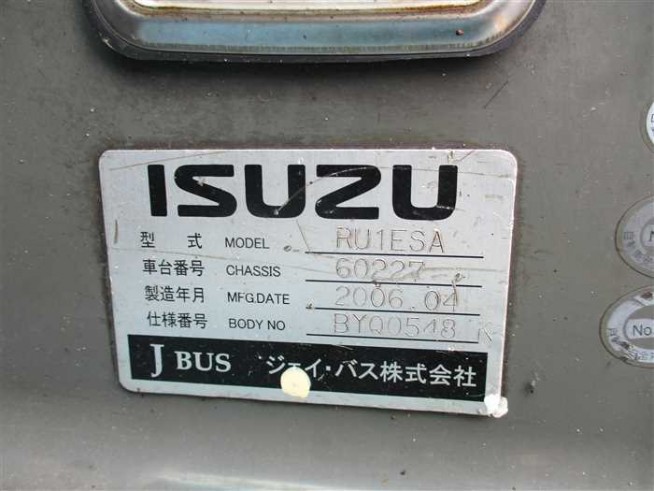 ISUZU
型 式 MODEL RU1ESA
車台番号 CHASSIS 60227
製造年月 MFG.DATE 2006.04
仕様番号 BODY NO BYQ0548
J BUS ジェイ・バス株式会社
No.